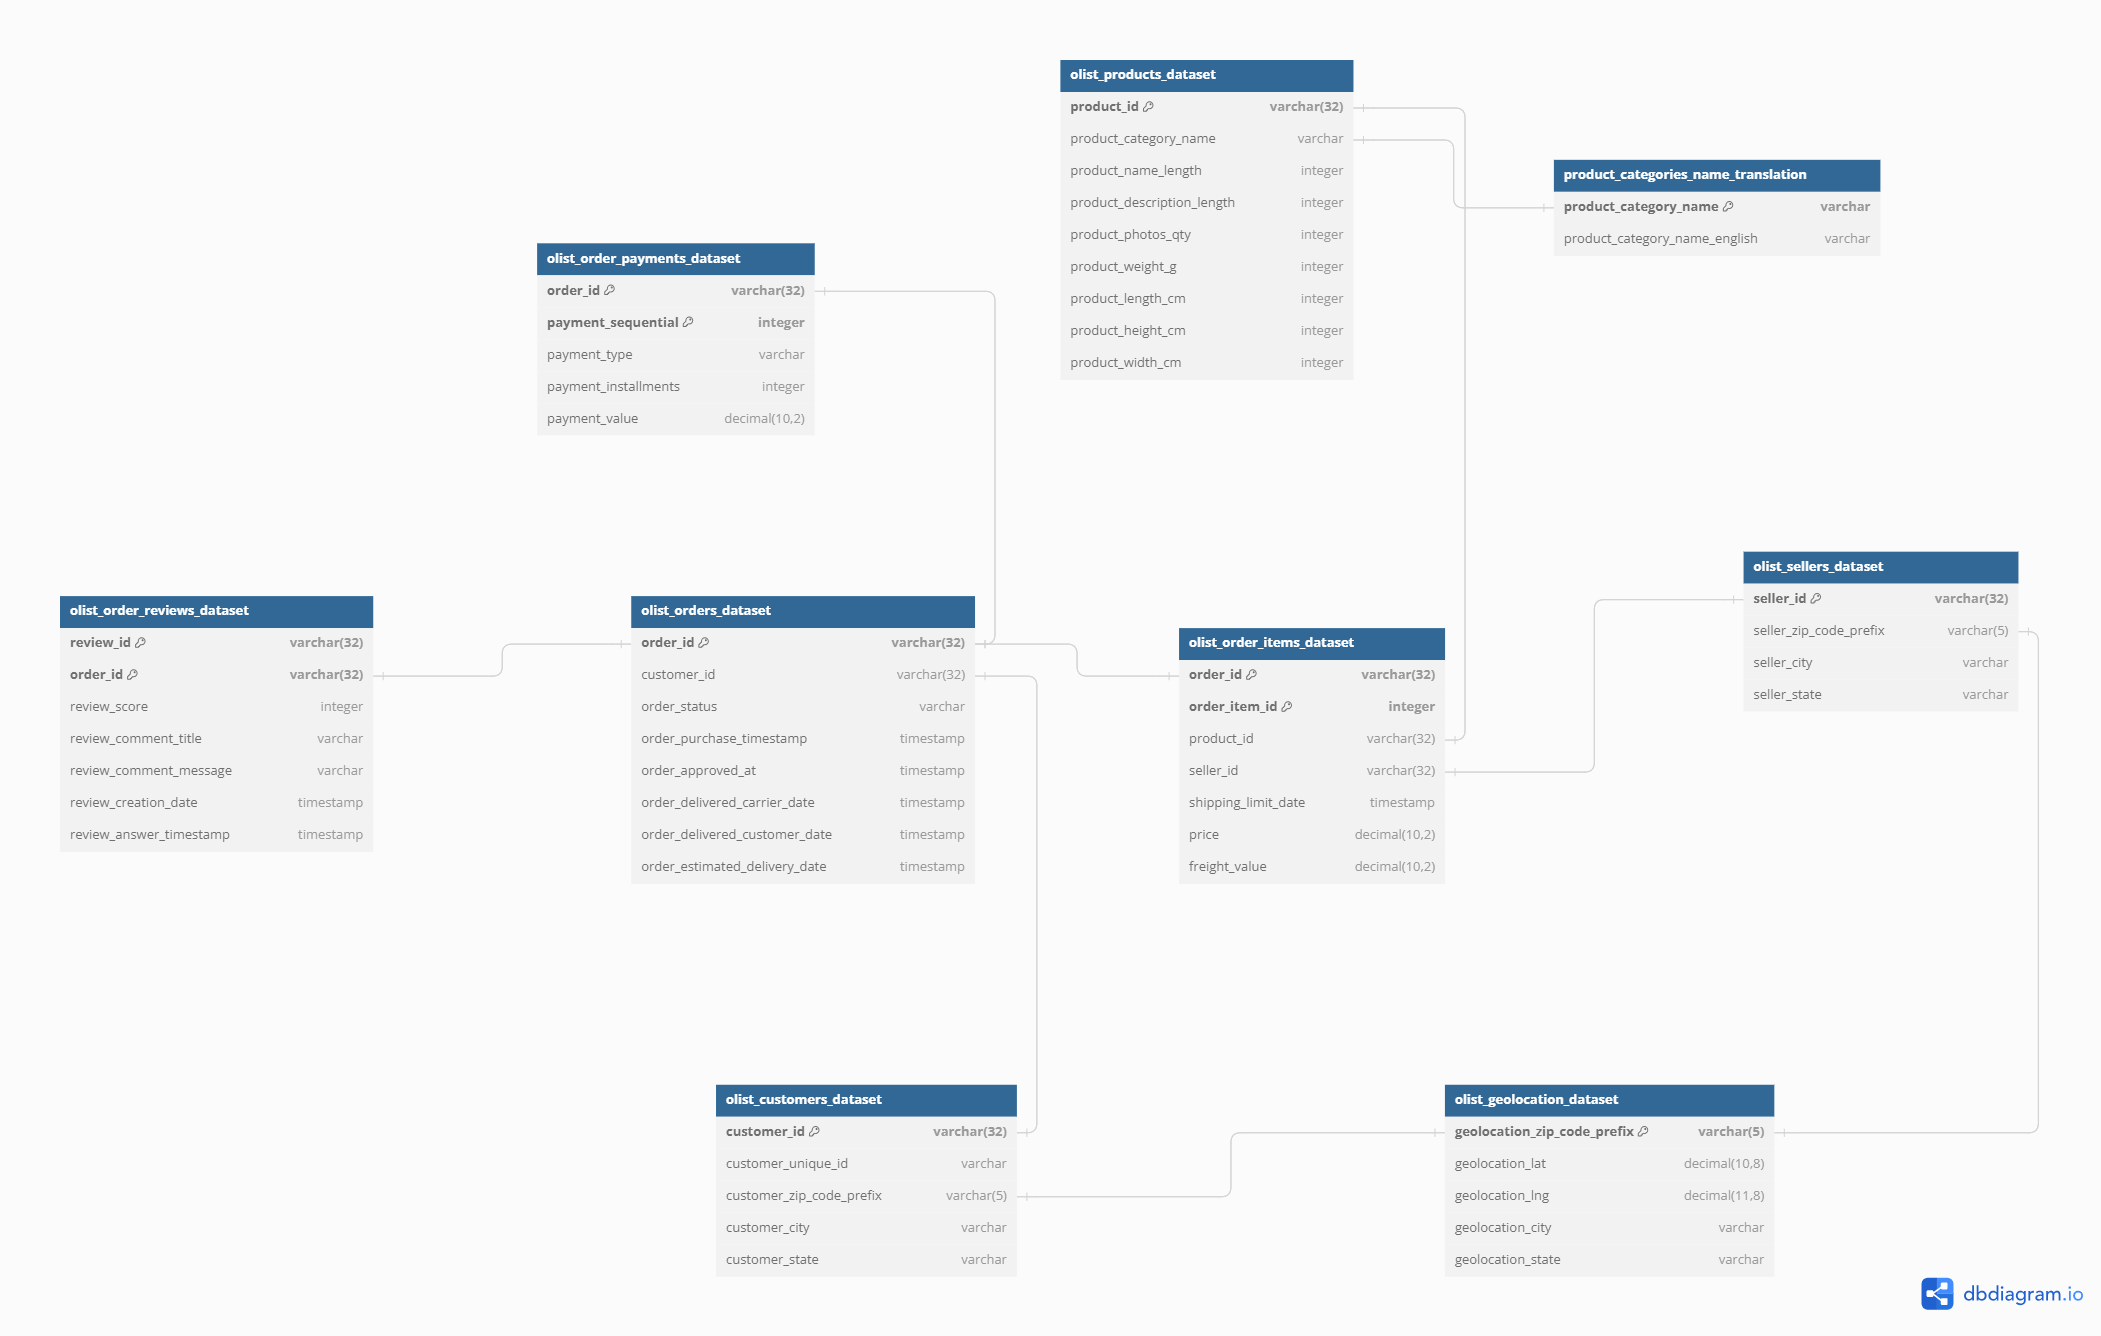 olist_products_dataset
product_id varchar(32)
product_category_name varchar
product_name_length integer
product_description_length integer
product_photos_qty integer
product_weight_g integer
product_length_cm integer
product_height_cm integer
product_width_cm integer
product_categories_name_translation
product_category_name varchar
product_category_name_english varchar
olist_order_payments_dataset
order_id varchar(32)
payment_sequential integer
payment_type varchar
payment_installments integer
payment_value decimal(10,2)
olist_order_reviews_dataset
review_id varchar(32)
order_id varchar(32)
review_score integer
review_comment_title varchar
review_comment_message varchar
review_creation_date timestamp
review_answer_timestamp timestamp
olist_orders_dataset
order_id varchar(32)
customer_id varchar(32)
order_status varchar
order_purchase_timestamp timestamp
order_approved_at timestamp
order_delivered_carrier_date timestamp
order_delivered_customer_date timestamp
order_estimated_delivery_date timestamp
olist_order_items_dataset
order_id varchar(32)
order_item_id integer
product_id varchar(32)
seller_id varchar(32)
shipping_limit_date timestamp
price decimal(10,2)
freight_value decimal(10,2)
olist_sellers_dataset
seller_id varchar(32)
seller_zip_code_prefix varchar(5)
seller_city varchar
seller_state varchar
olist_customers_dataset
customer_id varchar(32)
customer_unique_id varchar
customer_zip_code_prefix varchar(5)
customer_city varchar
customer_state varchar
olist_geolocation_dataset
geolocation_zip_code_prefix varchar(5)
geolocation_lat decimal(10,8)
geolocation_lng decimal(11,8)
geolocation_city varchar
geolocation_state varchar
dbdiagram.io